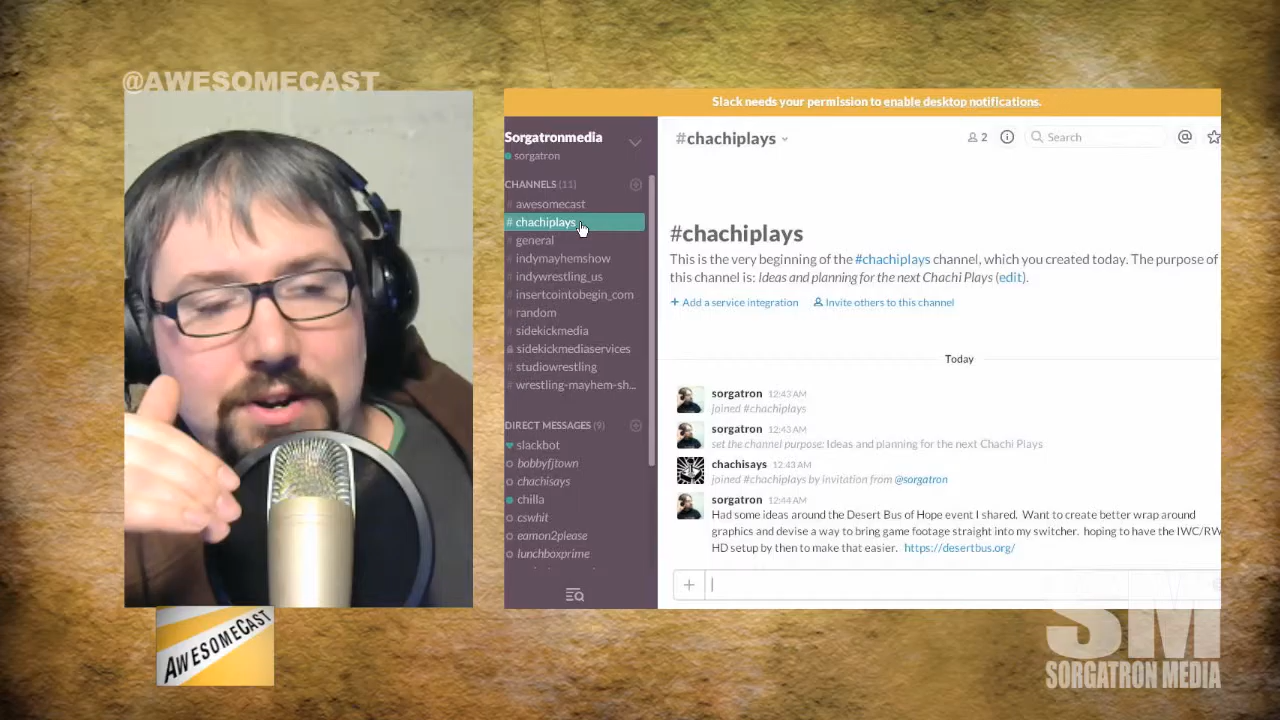 @AWESOMECAST
Slack needs your permission to enable desktop notifications.
Sorgatronmedia
sorgatron
CHANNELS (11)
# awesomecast
# chachiplays
# general
# indymayhemshow
# indywrestling_us
# insertcointobegin_com
# random
# sidekickmedia
sidekickmediaservices
# studiowrestling
# wrestling-mayhem-sh...
DIRECT MESSAGES (9)
slackbot
bobbyfjtown
chachisays
chilla
cswhit
eamon2please
lunchboxprime
#chachiplays
2
Search
@
#chachiplays
This is the very beginning of the #chachiplays channel, which you created today. The purpose of
this channel is: Ideas and planning for the next Chachi Plays (edit).
+ Add a service integration Invite others to this channel
Today
sorgatron 12:43 AM
joined #chachiplays
sorgatron 12:43 AM
set the channel purpose: Ideas and planning for the next Chachi Plays
chachisays 12:43 AM
joined #chachiplays by invitation from @sorgatron
sorgatron 12:44 AM
Had some ideas around the Desert Bus of Hope event I shared. Want to create better wrap around
graphics and devise a way to bring game footage straight into my switcher. hoping to have the IWC/RW
HD setup by then to make that easier. https://desertbus.org/
+
AWESOMECAST
SM
SORGATRON MEDIA